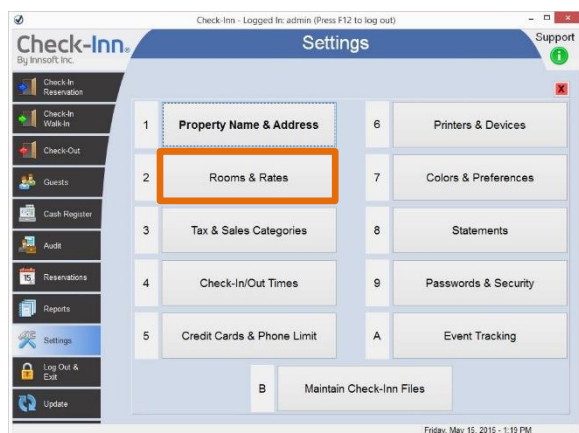 Check-Inn - Logged In: admin (Press F12 to log out)
Check-Inn®
By Innsoft Inc.
Settings
Support
Check-In
Reservation
Check-In
Walk-In
Check-Out
Guests
Cash Register
Audit
15
Reservations
Reports
Settings
Log Out &
Exit
Update
X
1 Property Name & Address
2 Rooms & Rates
3 Tax & Sales Categories
4 Check-In/Out Times
5 Credit Cards & Phone Limit
6 Printers & Devices
7 Colors & Preferences
8 Statements
9 Passwords & Security
A Event Tracking
B Maintain Check-Inn Files
Friday, May 15, 2015 - 1:19 PM